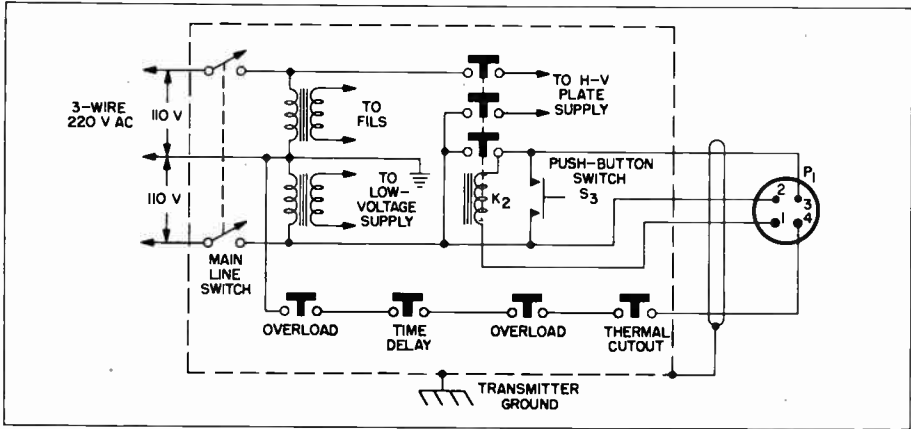 3-WIRE
220 V AC
110 V
110 V
MAIN
LINE
SWITCH
TO
FILS
TO
LOW-
VOLTAGE
SUPPLY
TO H-V
PLATE
SUPPLY
K2
PUSH-BUTTON
SWITCH
S3
P1
2
3
1
4
OVERLOAD
TIME
DELAY
OVERLOAD
THERMAL
CUTOUT
TRANSMITTER
GROUND